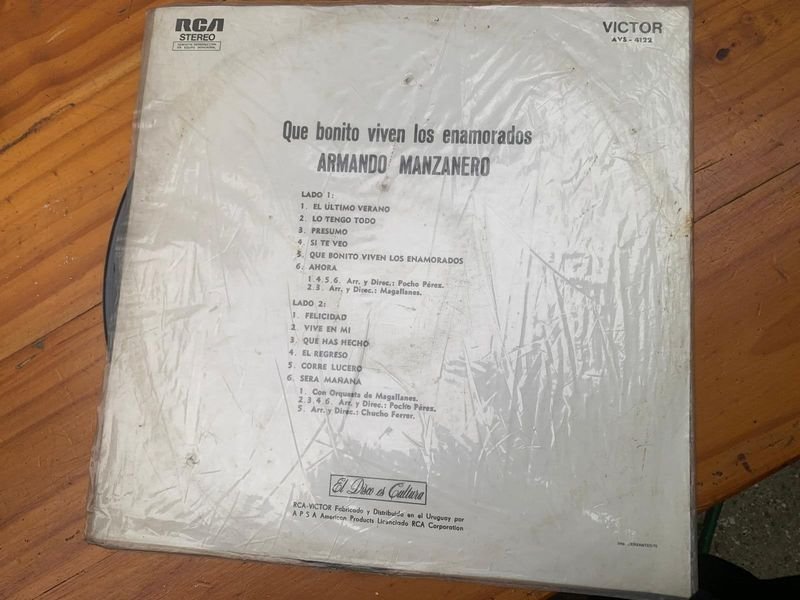 RCA
STEREO
VICTOR
AVS - 4122
Que bonito viven los enamorados
ARMANDO MANZANERO
LADO 1:
1. EL ULTIMO VERANO
2. LO TENGO TODO
3. PRESUMO
4. SI TE VEO
5. QUE BONITO VIVEN LOS ENAMORADOS
6. AHORA
1.4.5.6. Arr. y Direc.: Pocho Pérez.
2.3. Arr. y Direc.: Magallanes.
LADO 2:
1. FELICIDAD
2. VIVE EN MI
3. QUE HAS HECHO
4. EL REGRESO
5. CORRE LUCERO
6. SERA MAÑANA
1. Con Orquesta de Magallanes.
2.3.4.6. Arr. y Direc.: Pocho Pérez.
5. Arr. y Direc.: Chucho Ferrer.
El Disco es Cultura
RCA-VICTOR Fabricado y Distribuido en el Uruguay por
A P S A American Products Licenciado RCA Corporation